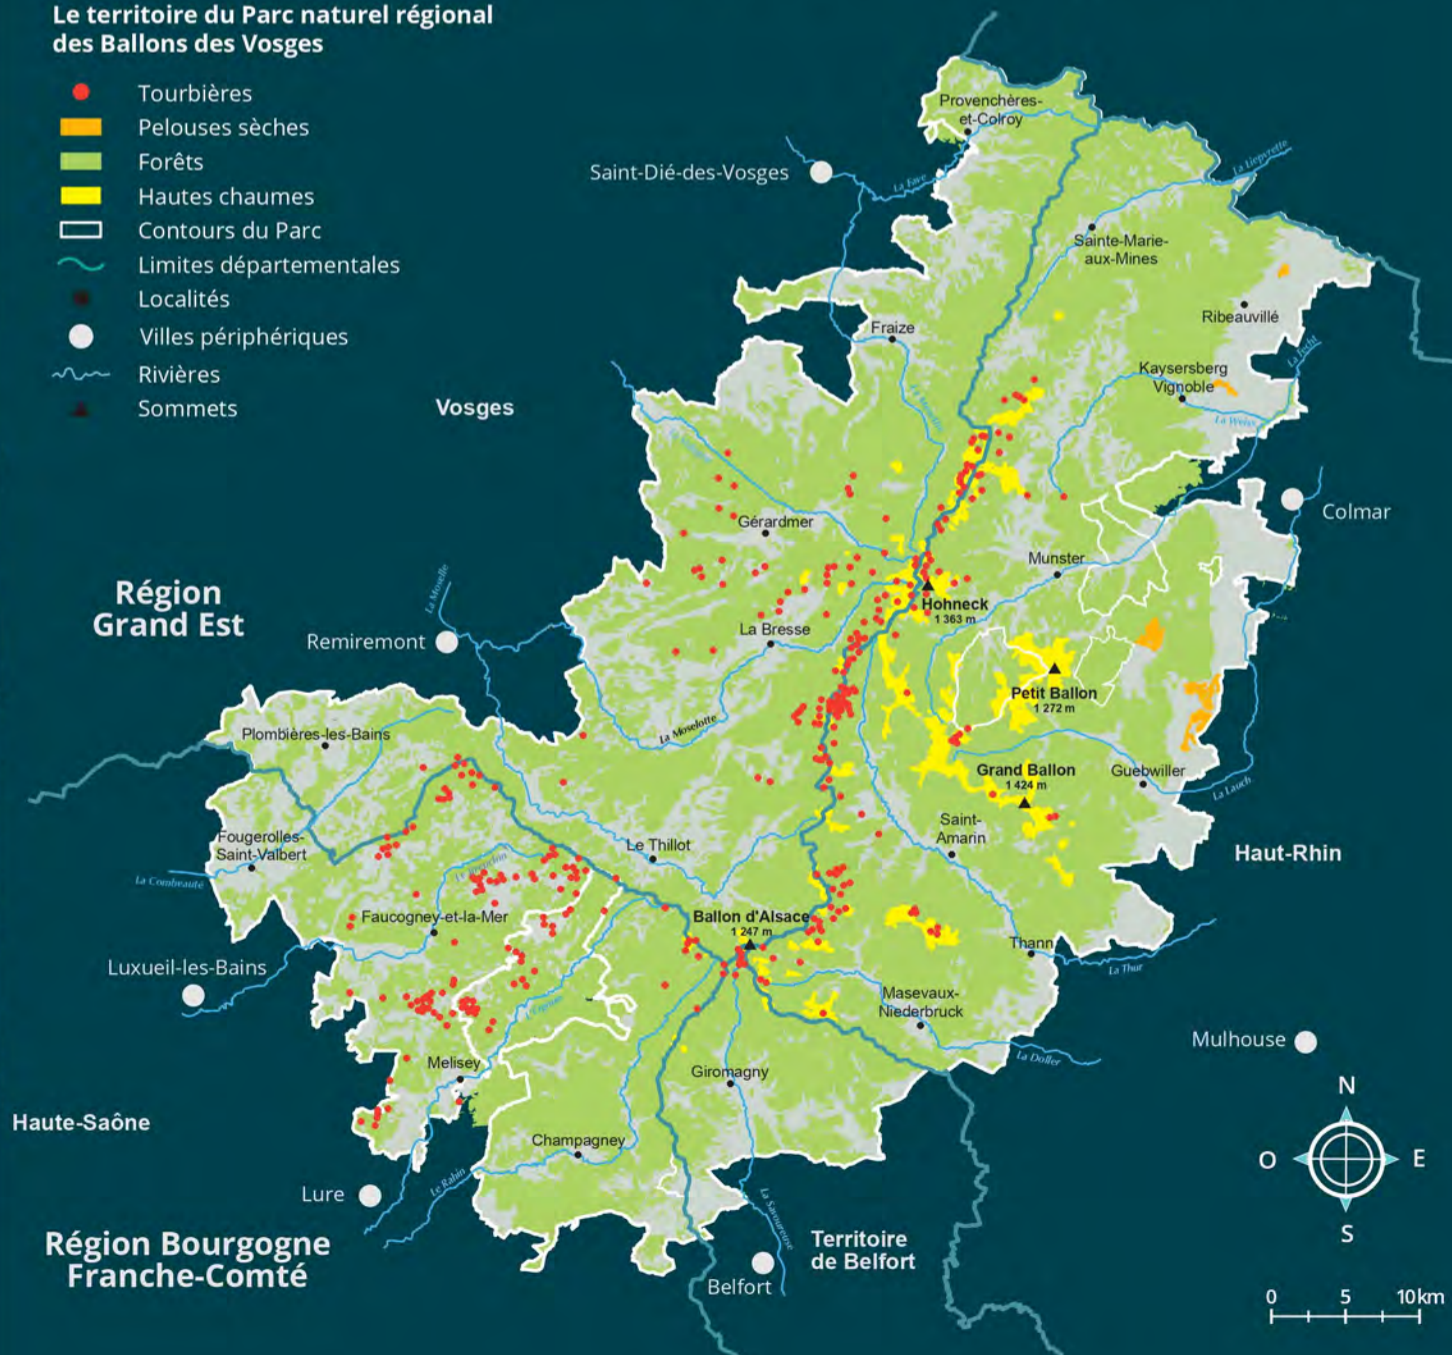 Le territoire du Parc naturel régional
des Ballons des Vosges
Tourbières
Pelouses sèches
Forêts
Hautes chaumes
Contours du Parc
Limites départementales
Localités
Villes périphériques
Rivières
Sommets
Provenchères-
et-Colroy
Saint-Dié-des-Vosges
La Fave
La Liepvrette
Sainte-Marie-
aux-Mines
Ribeauvillé
Fraize
La Meurthe
Kaysersberg
Vignoble
La Fecht
La Weiss
Vosges
Gérardmer
Colmar
Munster
Région
Grand Est
La Moselle
Remiremont
Hohneck
1 363 m
La Bresse
Petit Ballon
1 272 m
La Moselotte
Plombières-les-Bains
Grand Ballon
1 424 m
Guebwiller
La Lauch
Saint-
Amarin
Fougerolles-
Saint-Valbert
Le Thillot
Haut-Rhin
La Combeauté
Faucogney-et-la-Mer
Ballon d'Alsace
1 247 m
Thann
La Thur
Luxueil-les-Bains
Masevaux-
Niederbruck
La Doller
Mulhouse
Melisey
Giromagny
Haute-Saône
Champagney
Le Rahin
Lure
La Savoureuse
Région Bourgogne
Franche-Comté
Territoire
de Belfort
Belfort
N
O
E
S
0 5 10km